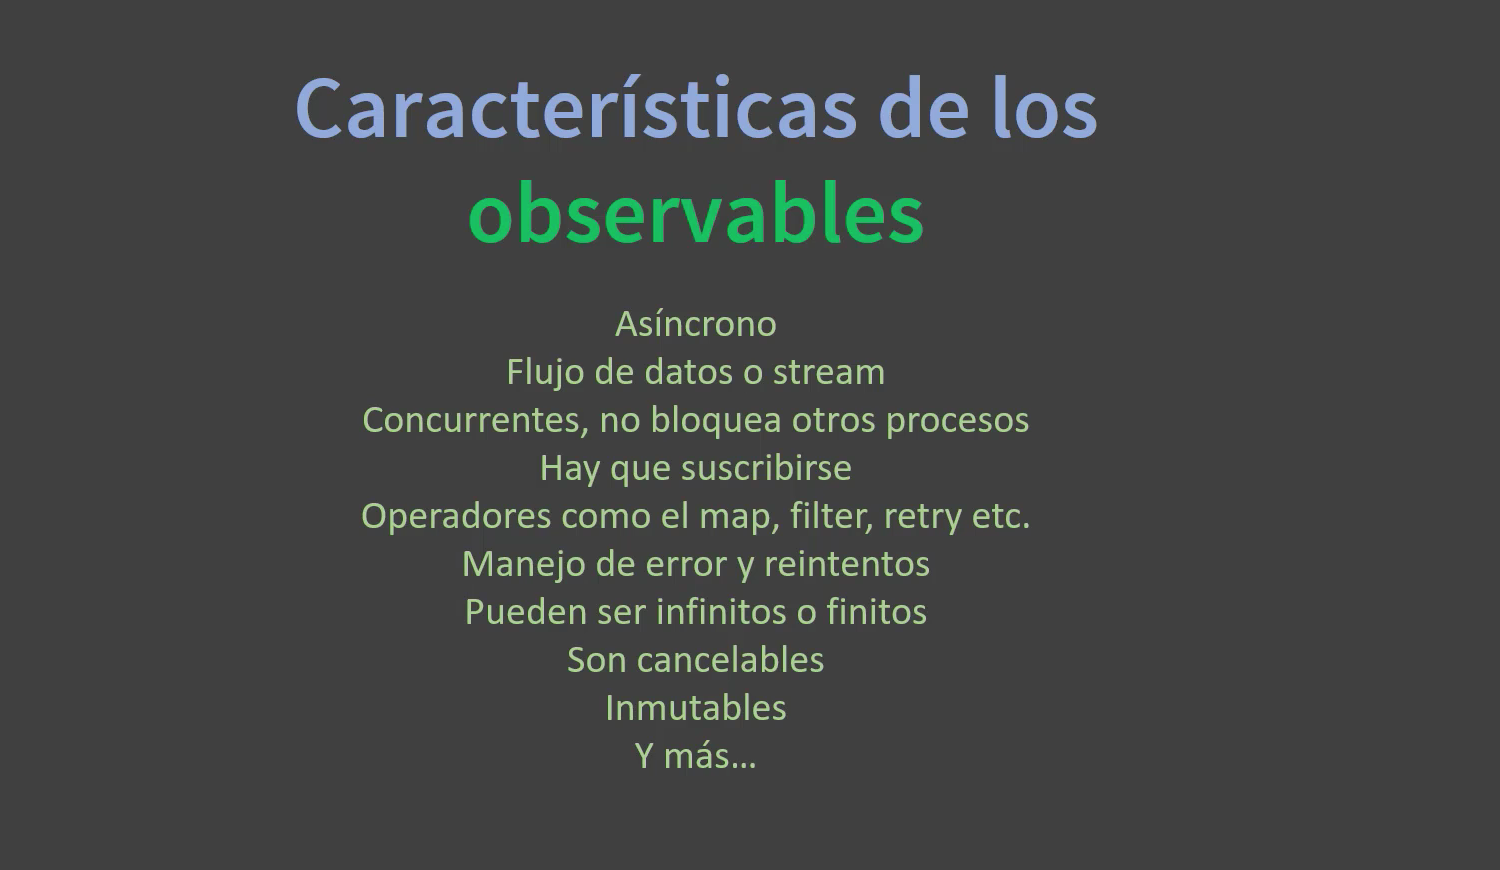 Características de los
observables
Asíncrono
Flujo de datos o stream
Concurrentes, no bloquea otros procesos
Hay que suscribirse
Operadores como el map, filter, retry etc.
Manejo de error y reintentos
Pueden ser infinitos o finitos
Son cancelables
Inmutables
Y más...